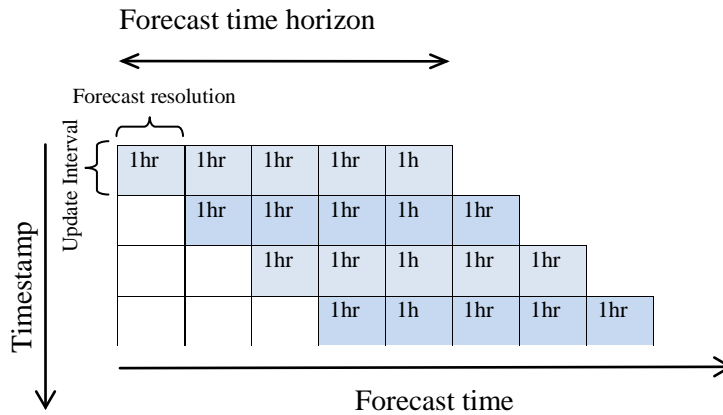 Forecast time horizon
Forecast resolution
Update Interval
Timestamp
1hr 1hr 1hr 1hr 1h
1hr 1hr 1hr 1h 1hr
1hr 1hr 1h 1hr 1hr
1hr 1h 1hr 1hr 1hr
Forecast time